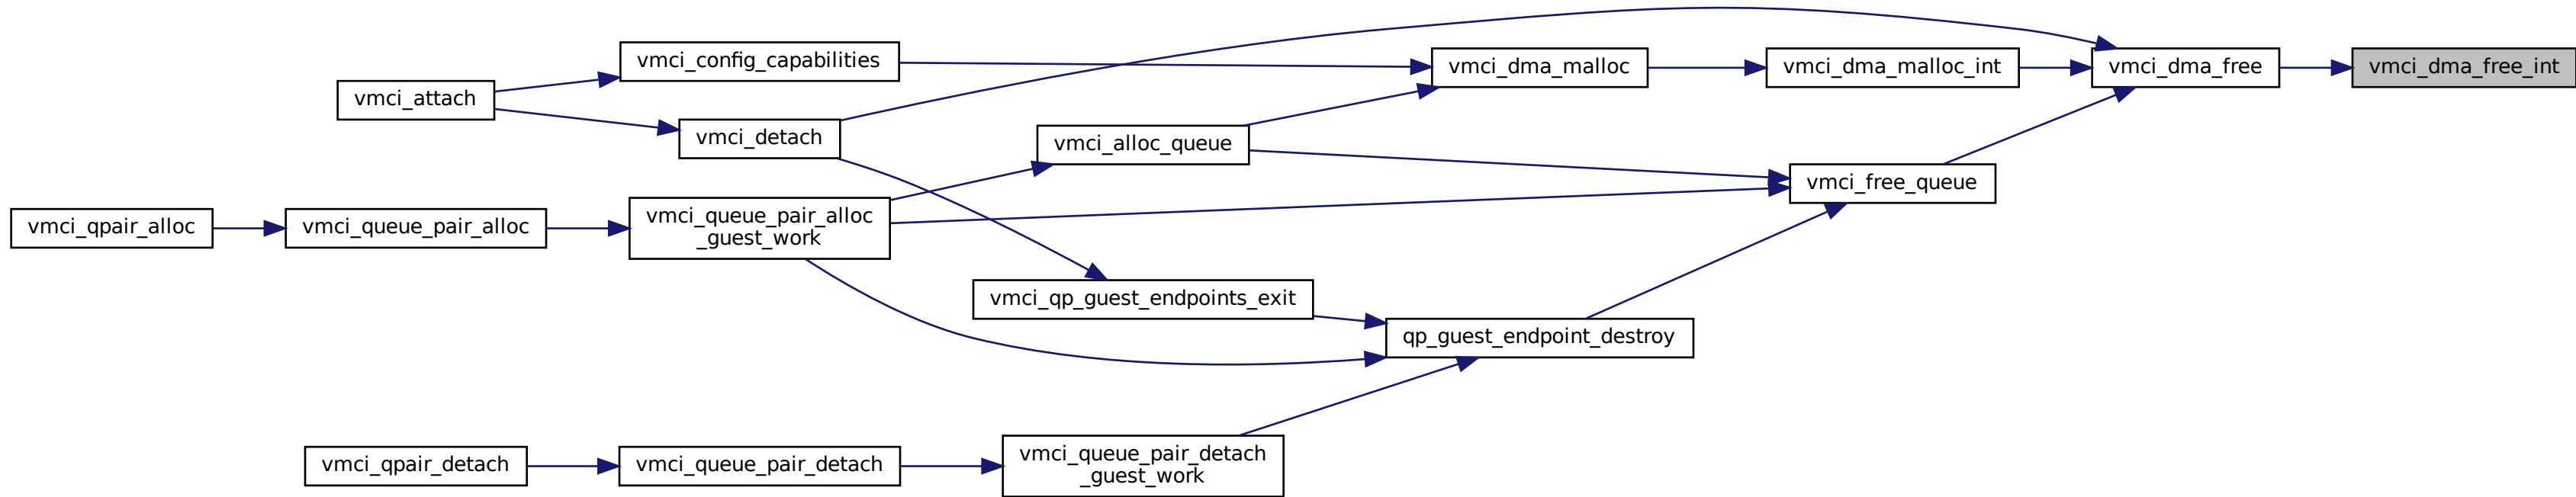 vmci_config_capabilities
vmci_dma_malloc
vmci_dma_malloc_int
vmci_dma_free
vmci_dma_free_int
vmci_attach
vmci_detach
vmci_alloc_queue
vmci_free_queue
vmci_qpair_alloc
vmci_queue_pair_alloc
vmci_queue_pair_alloc
_guest_work
vmci_qp_guest_endpoints_exit
qp_guest_endpoint_destroy
vmci_qpair_detach
vmci_queue_pair_detach
vmci_queue_pair_detach
_guest_work